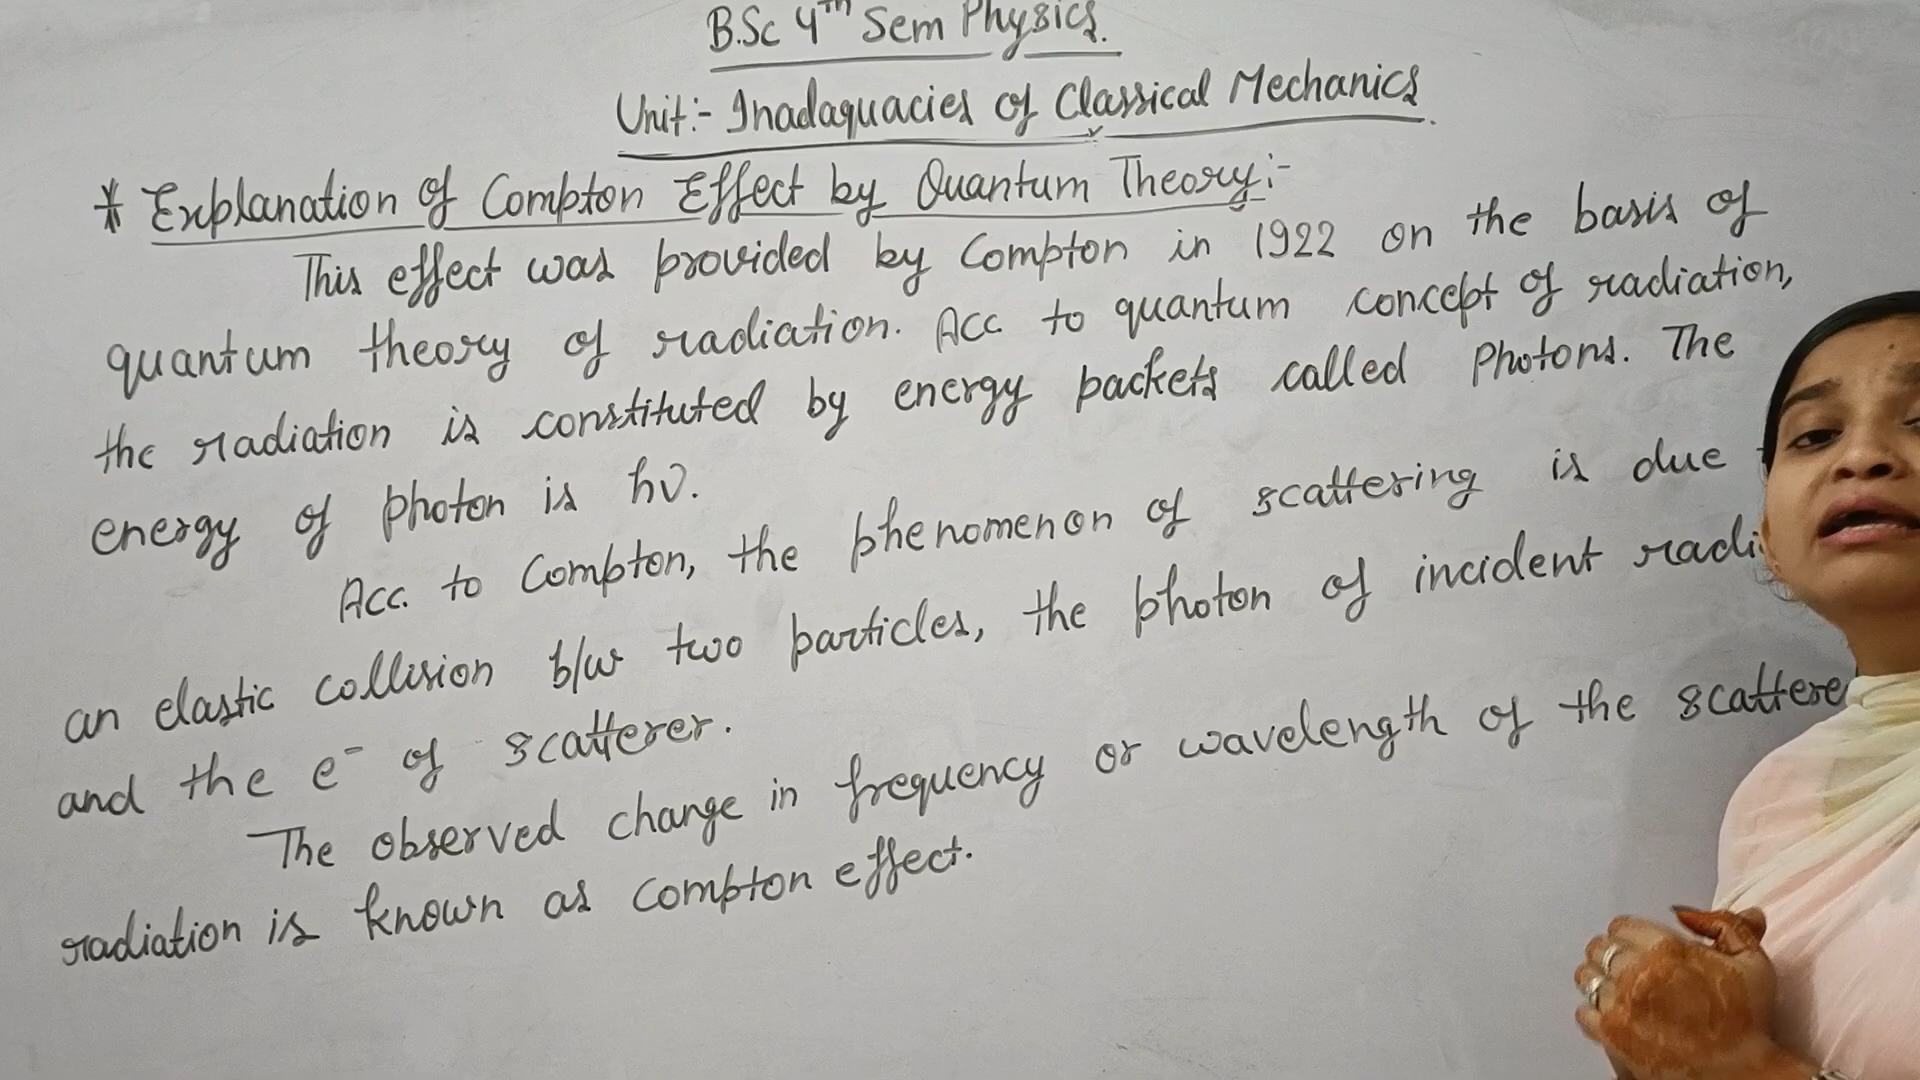 B.Sc 4th Sem Physics.
Unit:- Inadaquacies of Classical Mechanics.
* Explanation of Compton Effect by Quantum Theory:-
This effect was provided by Compton in 1922 on the basis of
quantum theory of radiation. Acc to quantum concept of radiation,
the radiation is constituted by energy packets called Photons. The
energy of photon is hν.
Acc. to Compton, the phenomenon of scattering is due
an elastic collision b/w two particles, the photon of incident radi
and the e⁻ of scatterer.
The observed change in frequency or wavelength of the scattere
radiation is known as compton effect.